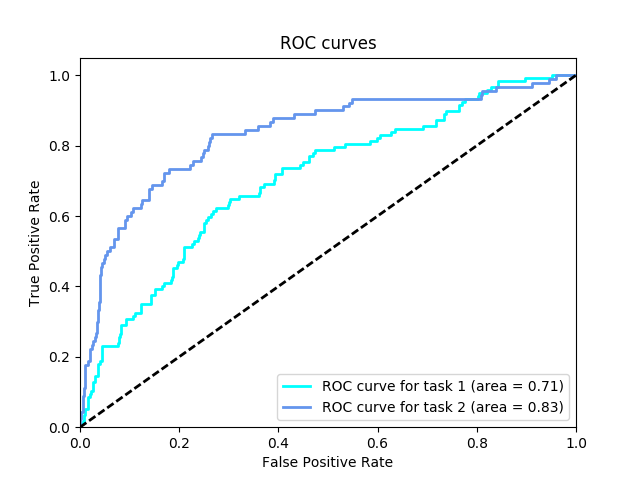 ROC curves
True Positive Rate
1.0
0.8
0.6
0.4
0.2
0.0
ROC curve for task 1 (area = 0.71)
ROC curve for task 2 (area = 0.83)
0.0 0.2 0.4 0.6 0.8 1.0
False Positive Rate